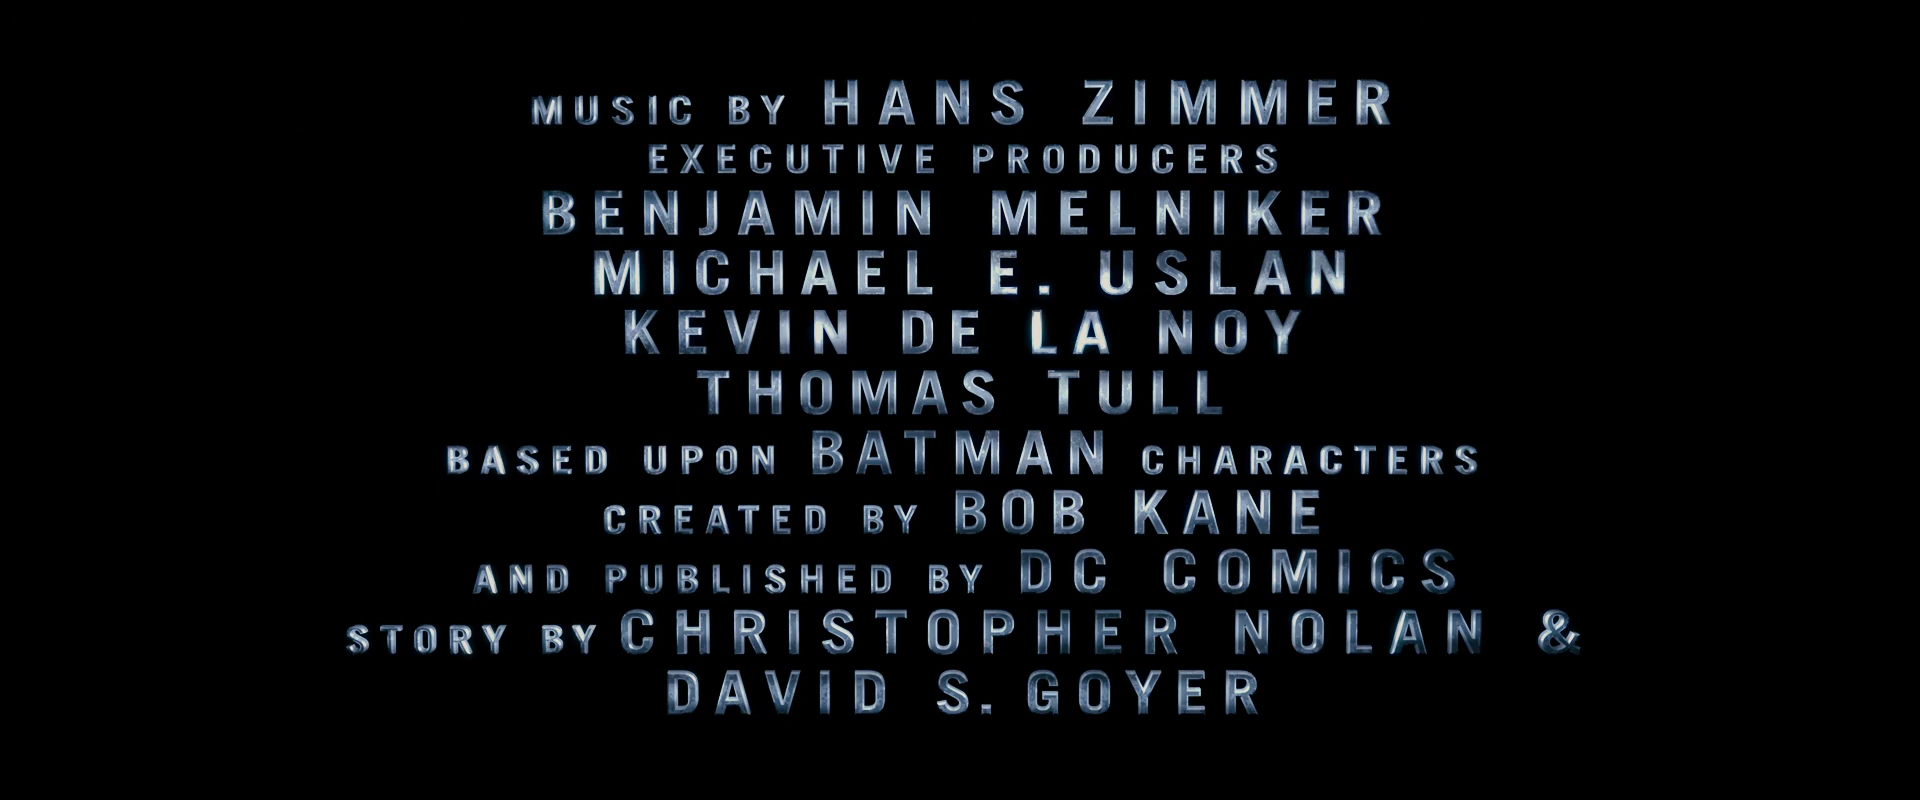 MUSIC BY HANS ZIMMER
EXECUTIVE PRODUCERS
BENJAMIN MELNIKER
MICHAEL E. USLAN
KEVIN DE LA NOY
THOMAS TULL
BASED UPON BATMAN CHARACTERS
CREATED BY BOB KANE
AND PUBLISHED BY DC COMICS
STORY BY CHRISTOPHER NOLAN &
DAVID S. GOYER